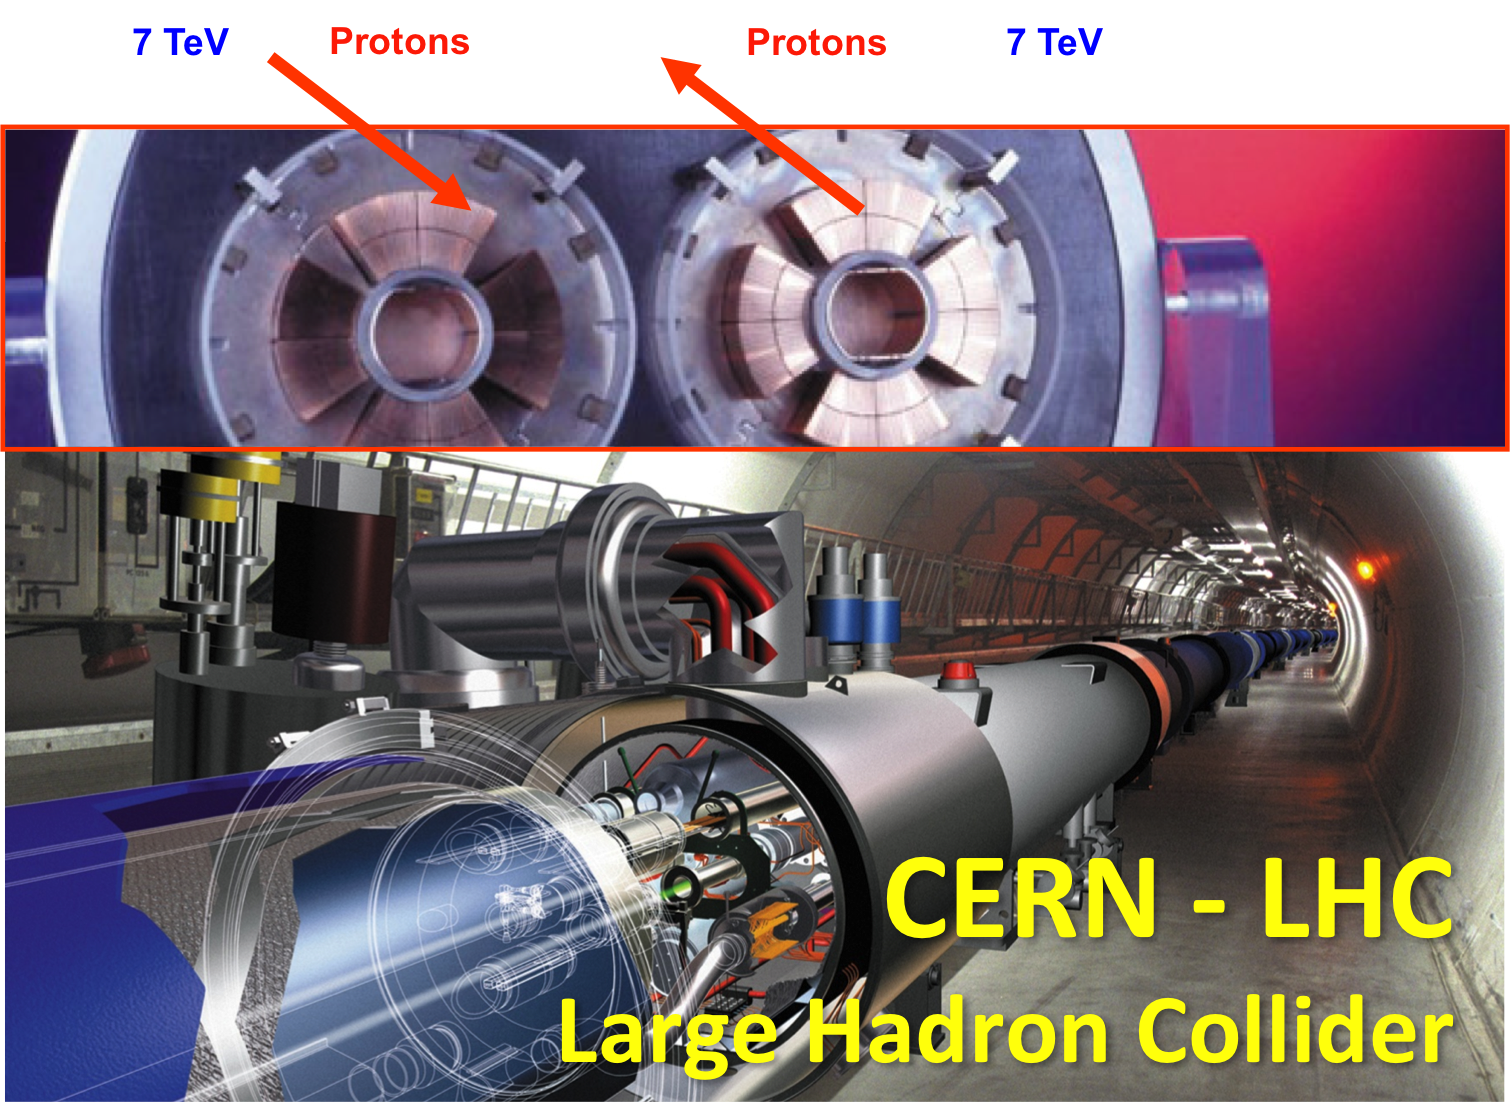 7 TeV Protons Protons 7 TeV
CERN - LHC
Large Hadron Collider